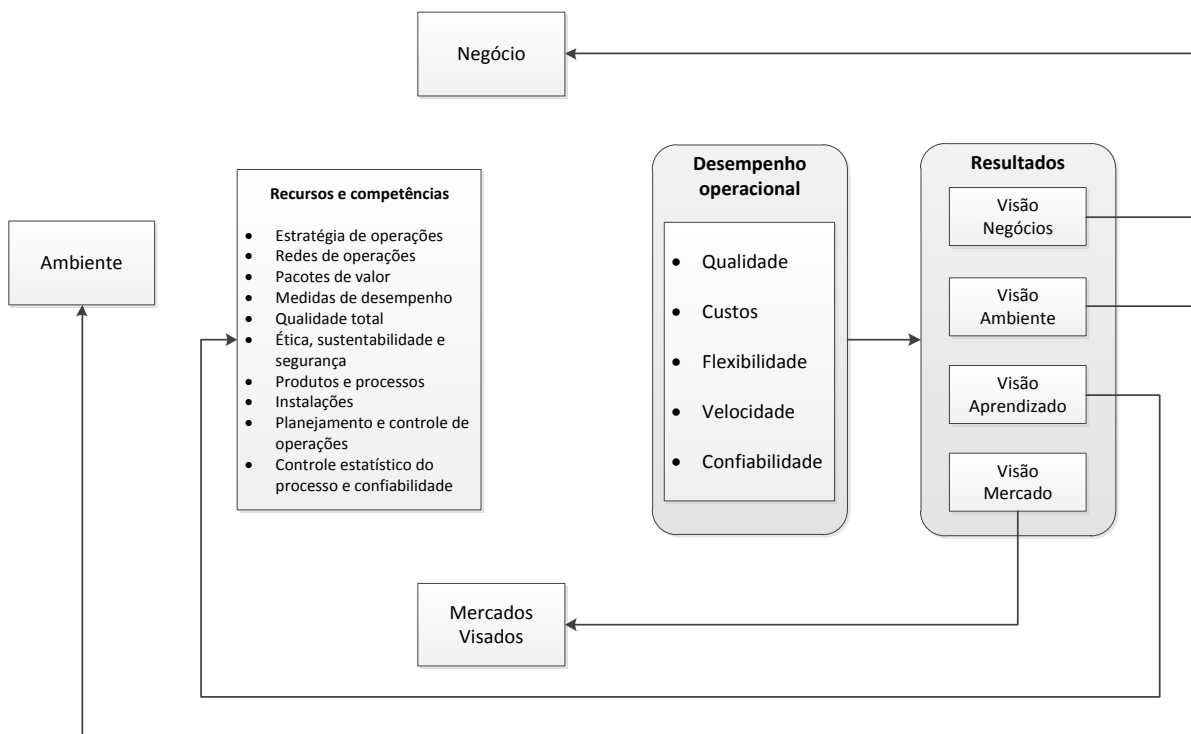 Negócio
Ambiente
Recursos e competências
• Estratégia de operações
• Redes de operações
• Pacotes de valor
• Medidas de desempenho
• Qualidade total
• Ética, sustentabilidade e
segurança
• Produtos e processos
• Instalações
• Planejamento e controle de
operações
• Controle estatístico do
processo e confiabilidade
Desempenho
operacional
• Qualidade
• Custos
• Flexibilidade
• Velocidade
• Confiabilidade
Resultados
Visão
Negócios
Visão
Ambiente
Visão
Aprendizado
Visão
Mercado
Mercados
Visados